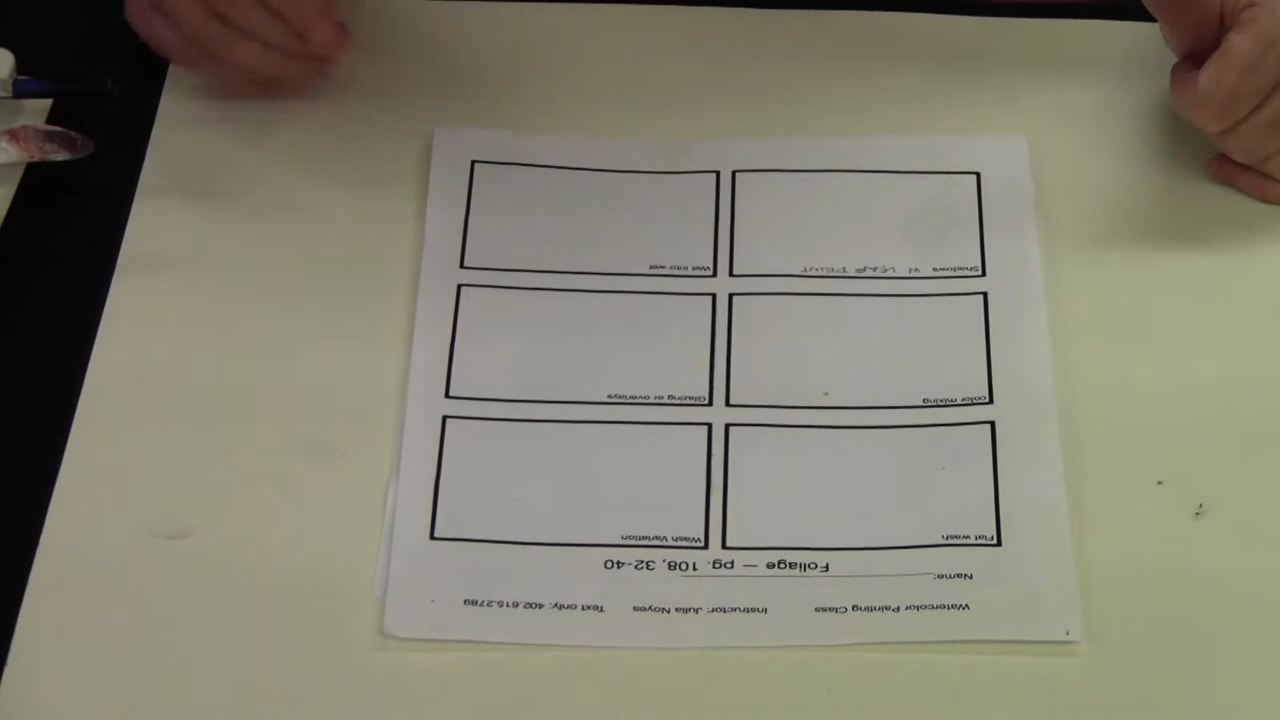 Watercolor Painting Class Instructor: Julia Noyes Text only: 402.615.2789
Name:
Foliage — pg. 108, 32-40
Flat wash Wash Variation
color mixing Glazing or overlays
Shadows w LEAF PRINT Wet into wet